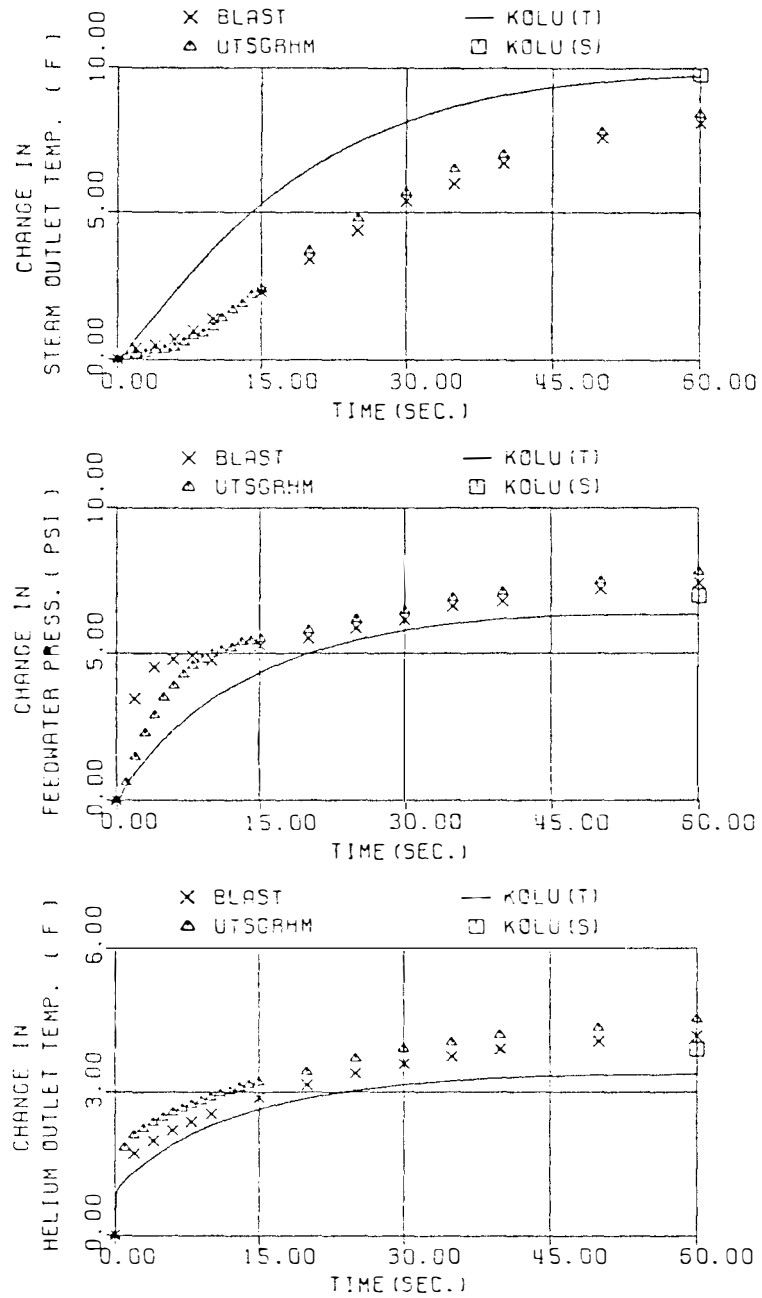 × BLAST — KOLU(T)
UTSGRHM KOLU(S)
CHANGE IN
STEAM OUTLET TEMP. (F)
10.00
5.00
0.00
0.00 15.00 30.00 45.00 60.00
TIME(SEC.)
× BLAST — KOLU(T)
UTSGRHM KOLU(S)
CHANGE IN
FEEDWATER PRESS. (PSI)
10.00
5.00
0.00
0.00 15.00 30.00 45.00 60.00
TIME(SEC.)
× BLAST — KOLU(T)
UTSGRHM KOLU(S)
CHANGE IN
HELIUM OUTLET TEMP. (F)
6.00
3.00
0.00
0.00 15.00 30.00 45.00 60.00
TIME(SEC.)